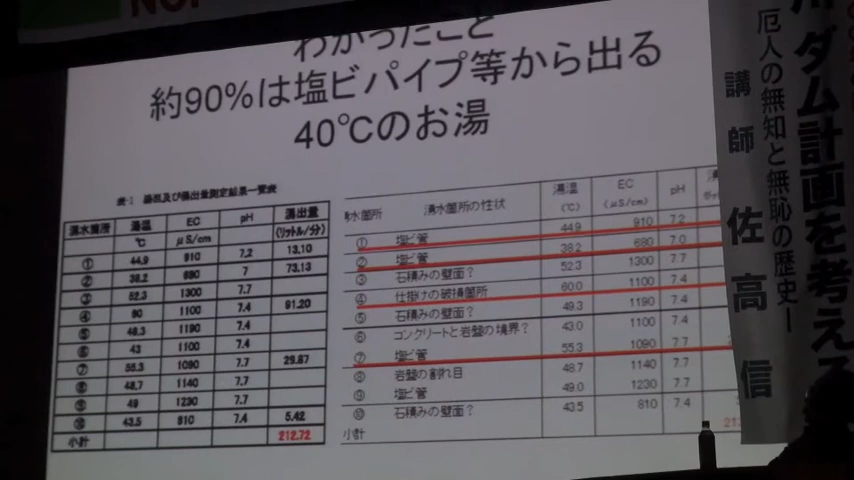 NO!
わかったこと
約90%は塩ビパイプ等から出る
40℃のお湯
表-1 湯温及び湯出量測定結果一覧表
湧水箇所 湯温 EC pH 湧出量
℃ μS/cm (リットル/分)
① 44.9 910 7.2 13.10
② 38.2 680 7 73.13
③ 52.3 1300 7.7
④ 60 1100 7.4 91.20
⑤ 49.3 1190 7.4
⑥ 43 1100 7.4
⑦ 55.3 1090 7.7 29.87
⑧ 48.7 1140 7.7
⑨ 49 1230 7.7
⑩ 43.5 810 7.4 5.42
小計 212.72
湧水箇所 湧水箇所の性状 湯温 EC pH
(℃) (μS/cm)
① 塩ビ管 44.9 910 7.2
② 塩ビ管 38.2 680 7.0
③ 石積みの壁面? 52.3 1300 7.7
④ 仕掛けの破損箇所 60.0 1100 7.4
⑤ 石積みの壁面? 49.3 1190 7.4
⑥ コンクリートと岩盤の境界? 43.0 1100 7.4
⑦ 塩ビ管 55.3 1090 7.7
⑧ 岩盤の割れ目 48.7 1140 7.7
⑨ 塩ビ管 49.0 1230 7.7
⑩ 石積みの壁面? 43.5 810 7.4
小計
川ダム計画を考える
厄人の無知と無恥の歴史ー
講師 佐高信